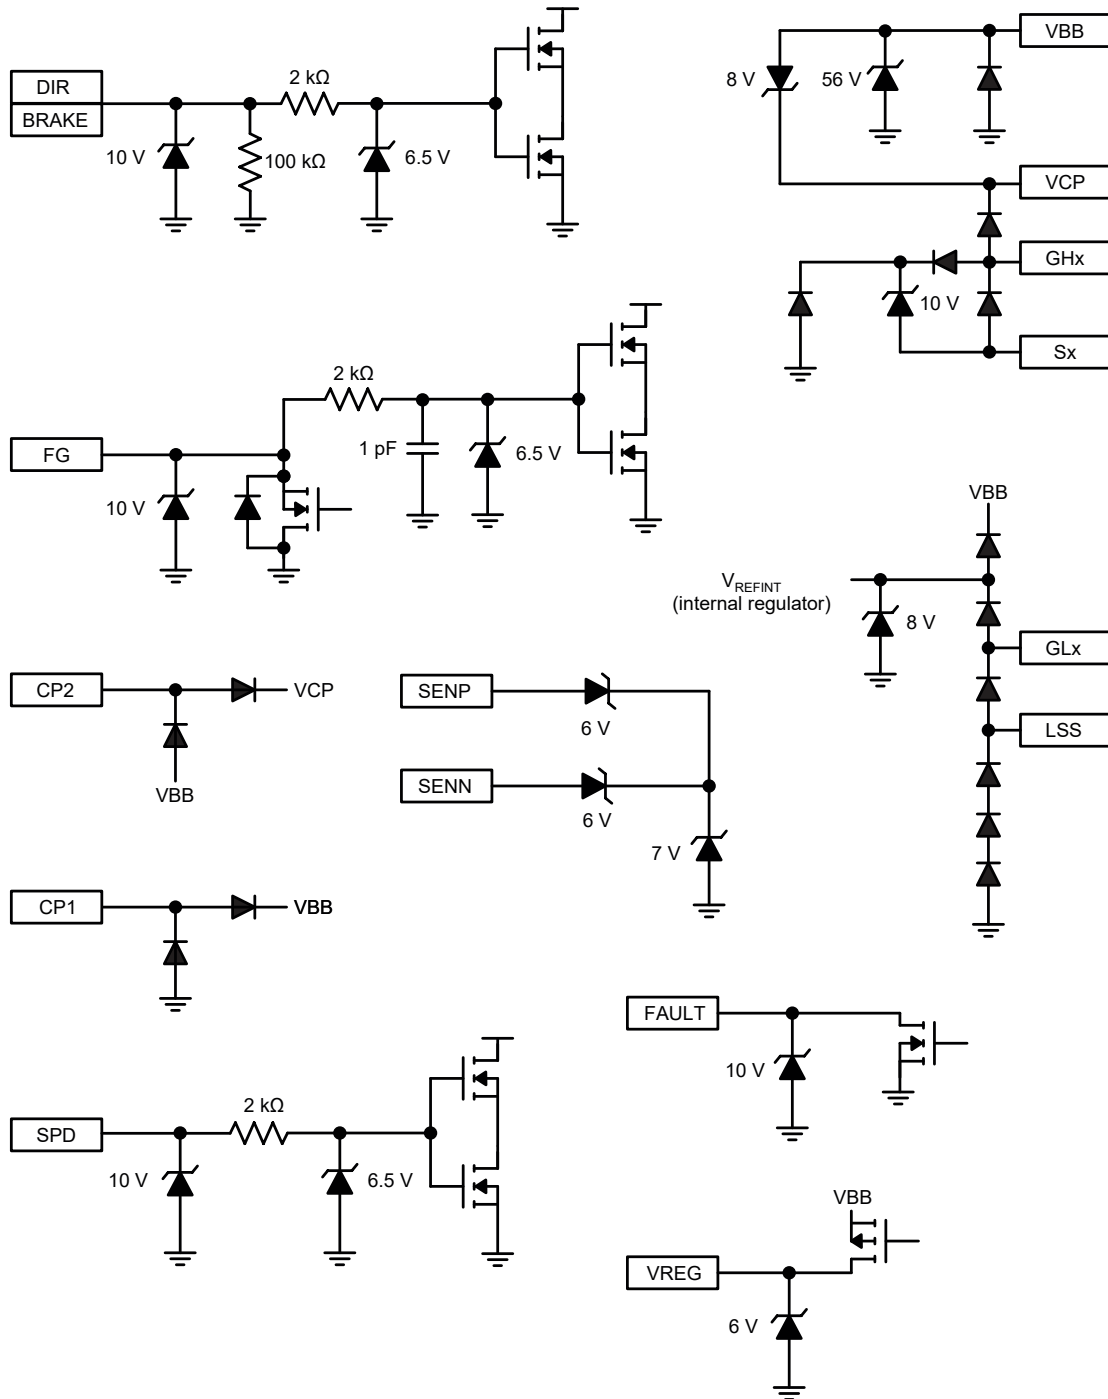 DIR
BRAKE
2 kΩ
10 V
100 kΩ
6.5 V
VBB
8 V
56 V
VCP
GHx
10 V
Sx
FG
2 kΩ
1 pF
6.5 V
10 V
VBB
VREFINT
(internal regulator)
8 V
GLx
LSS
CP2
VCP
VBB
SENP
6 V
SENN
6 V
7 V
CP1
VBB
FAULT
10 V
SPD
2 kΩ
10 V
6.5 V
VBB
VREG
6 V